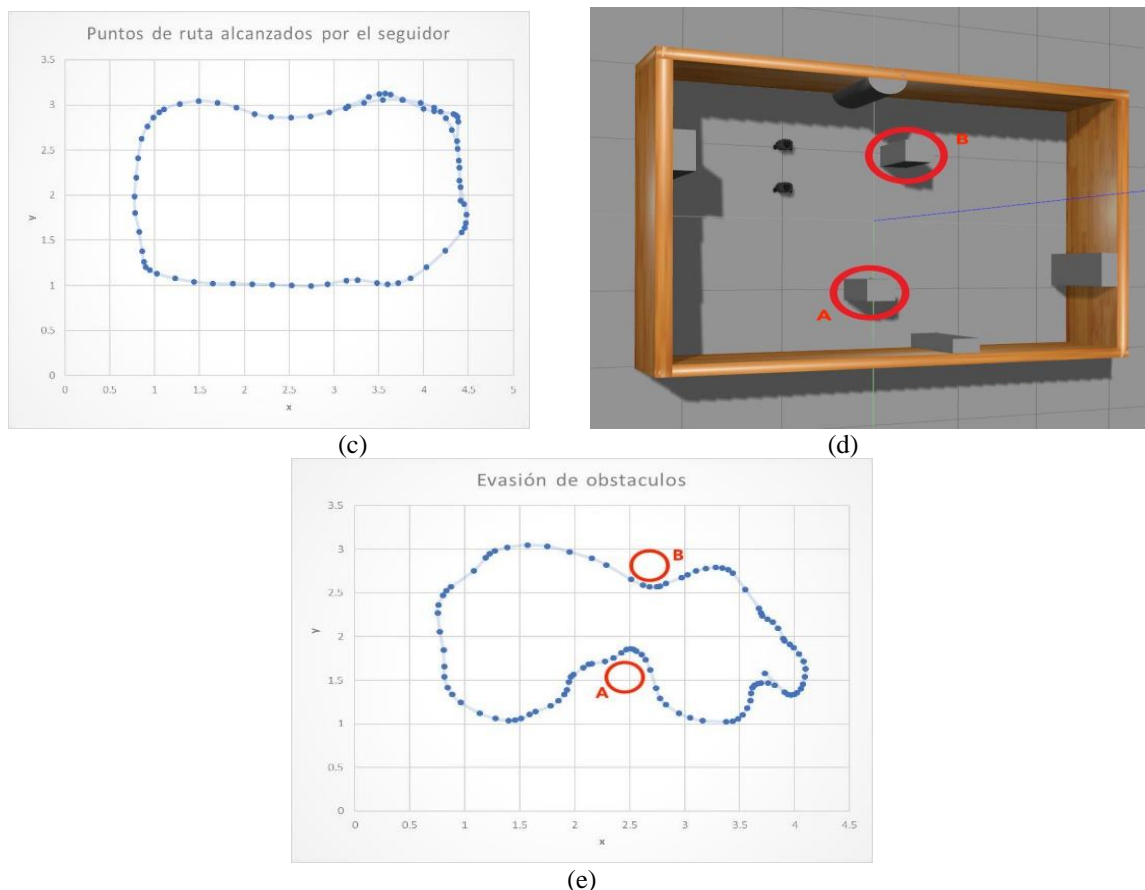 Puntos de ruta alcanzados por el seguidor
3.5
3
2.5
2
1.5
1
0.5
0
y
0 0.5 1 1.5 2 2.5 3 3.5 4 4.5 5
x
(c)
B
A
(d)
Evasión de obstaculos
3.5
3
2.5
2
1.5
1
0.5
0
y
B
A
0 0.5 1 1.5 2 2.5 3 3.5 4 4.5
x
(e)